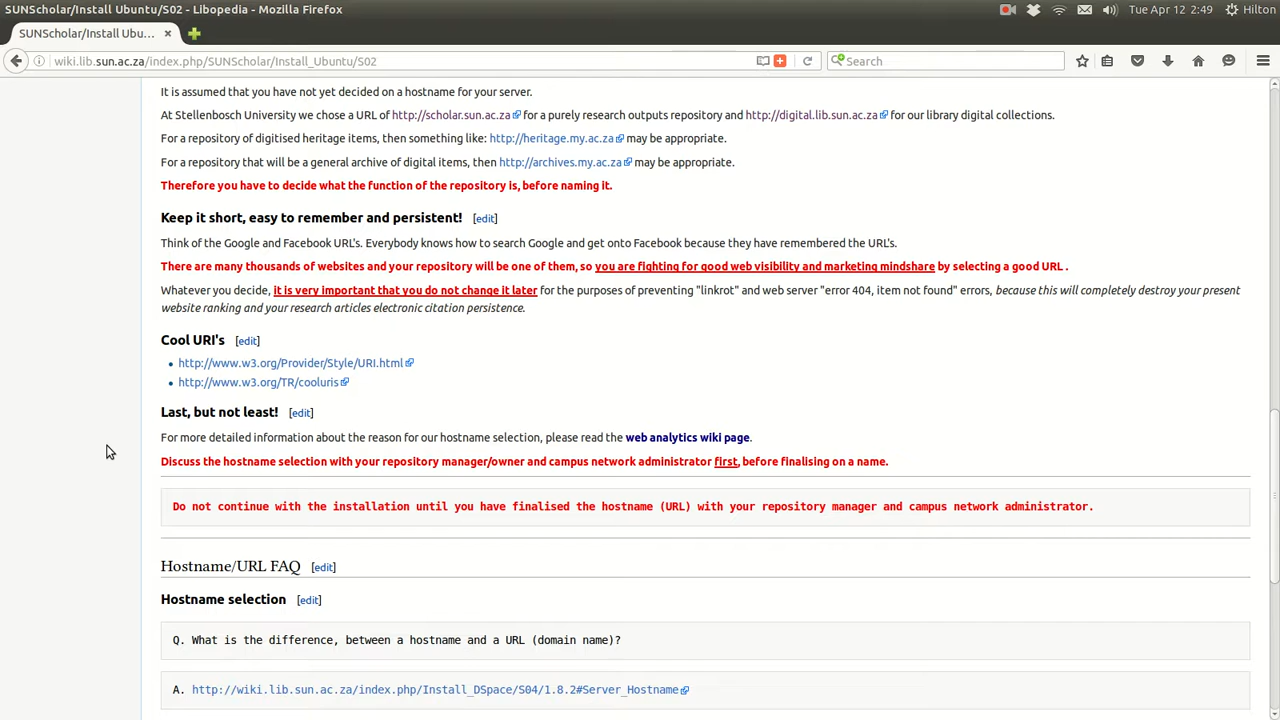 SUNScholar/Install Ubuntu/S02 - Libopedia - Mozilla Firefox
Tue Apr 12 2:49 Hilton
SUNScholar/Install Ubu... ×
wiki.lib.sun.ac.za/index.php/SUNScholar/Install_Ubuntu/S02
Search
It is assumed that you have not yet decided on a hostname for your server.
At Stellenbosch University we chose a URL of http://scholar.sun.ac.za for a purely research outputs repository and http://digital.lib.sun.ac.za for our library digital collections.
For a repository of digitised heritage items, then something like: http://heritage.my.ac.za may be appropriate.
For a repository that will be a general archive of digital items, then http://archives.my.ac.za may be appropriate.
Therefore you have to decide what the function of the repository is, before naming it.
Keep it short, easy to remember and persistent! [edit]
Think of the Google and Facebook URL's. Everybody knows how to search Google and get onto Facebook because they have remembered the URL's.
There are many thousands of websites and your repository will be one of them, so you are fighting for good web visibility and marketing mindshare by selecting a good URL .
Whatever you decide, it is very important that you do not change it later for the purposes of preventing "linkrot" and web server "error 404, item not found" errors, because this will completely destroy your present
website ranking and your research articles electronic citation persistence.
Cool URI's [edit]
• http://www.w3.org/Provider/Style/URI.html
• http://www.w3.org/TR/cooluris
Last, but not least! [edit]
For more detailed information about the reason for our hostname selection, please read the web analytics wiki page.
Discuss the hostname selection with your repository manager/owner and campus network administrator first, before finalising on a name.
Do not continue with the installation until you have finalised the hostname (URL) with your repository manager and campus network administrator.
Hostname/URL FAQ [edit]
Hostname selection [edit]
Q. What is the difference, between a hostname and a URL (domain name)?
A. http://wiki.lib.sun.ac.za/index.php/Install_DSpace/S04/1.8.2#Server_Hostname